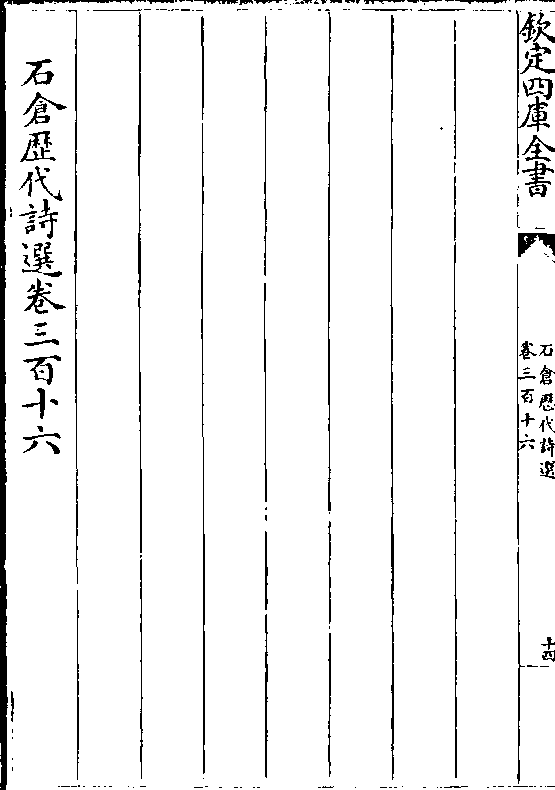 欽定四庫全書
石倉歷代詩選
卷三百十六
十四
石倉歴代詩選卷三百十六